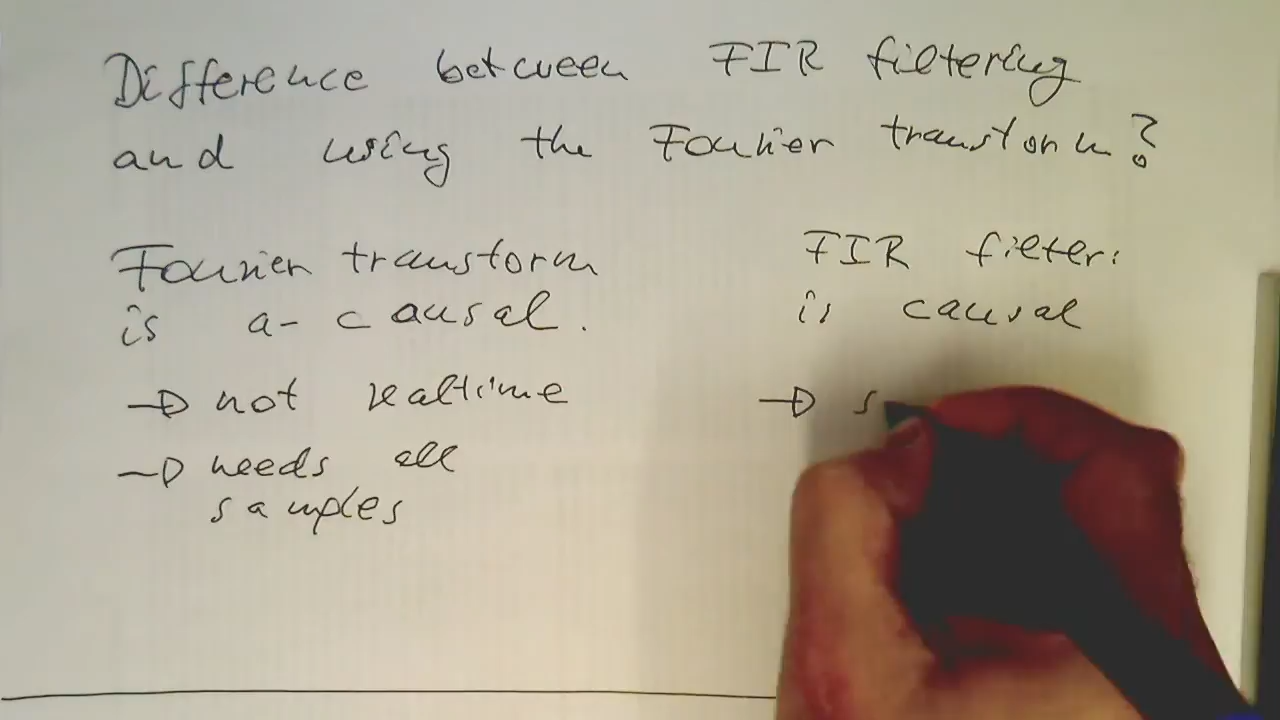 Difference between FIR filtering
and using the Fourier transform?
Fourier transform
is a-causal.
→ not realtime
→ needs all
samples
FIR filter:
is causal
→ s